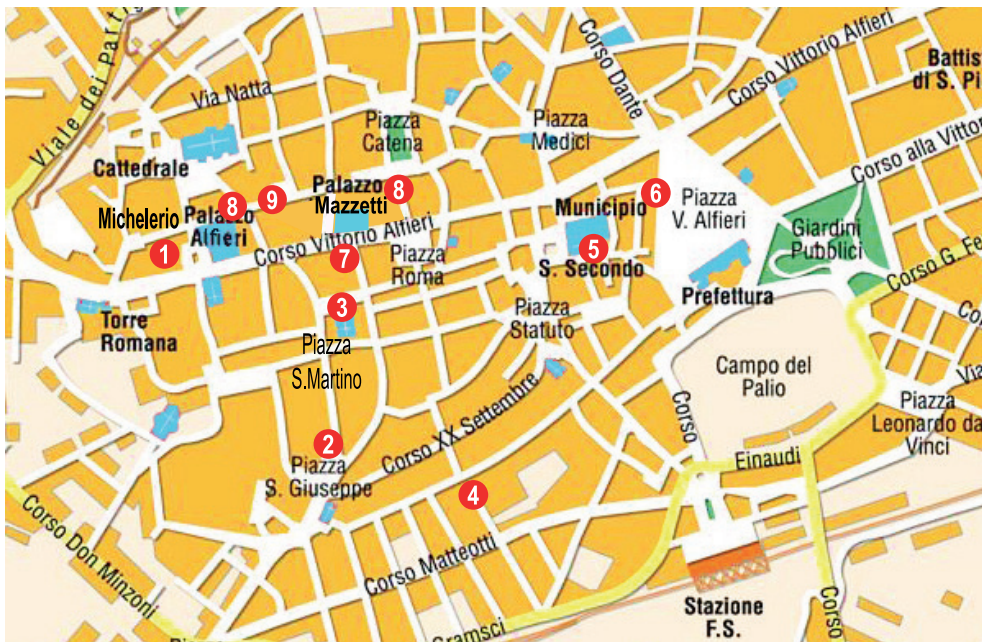 Viale dei Partig
Via Natta
Corso Dante
Corso Vittorio Alfieri
Battis
di S. Pi
Piazza
Catena
Piazza
Medici
Cattedrale
Corso alla Vittor
Michelerio
Palazzo
Alfieri
8
9
Palazzo
Mazzetti
8
Municipio
6
Piazza
V. Alfieri
Giardini
Pubblici
1
Corso Vittorio Alfieri
7
Piazza
Roma
5
S. Secondo
Prefettura
Corso G. Fe
Torre
Romana
3
Piazza
S.Martino
Piazza
Statuto
Campo del
Palio
Co
Via
Corso XX Settembre
Corso
Piazza
Leonardo da
Vinci
2
Piazza
S. Giuseppe
4
Einaudi
Corso Don Minzoni
Corso Matteotti
Gramsci
Stazione
F.S.
Corso